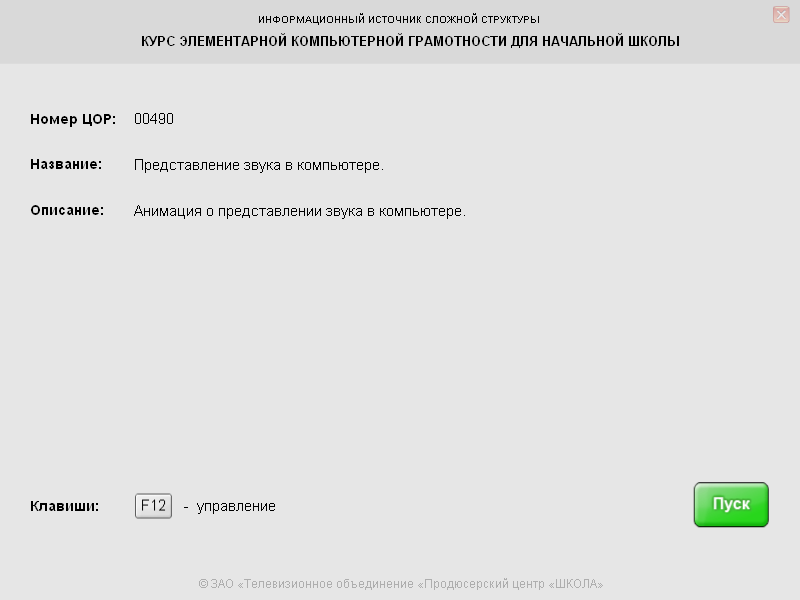 ИНФОРМАЦИОННЫЙ ИСТОЧНИК СЛОЖНОЙ СТРУКТУРЫ
КУРС ЭЛЕМЕНТАРНОЙ КОМПЬЮТЕРНОЙ ГРАМОТНОСТИ ДЛЯ НАЧАЛЬНОЙ ШКОЛЫ
Номер ЦОР: 00490
Название: Представление звука в компьютере.
Описание: Анимация о представлении звука в компьютере.
Клавиши: F12 - управление
Пуск
© ЗАО «Телевизионное объединение «Продюсерский центр «ШКОЛА»